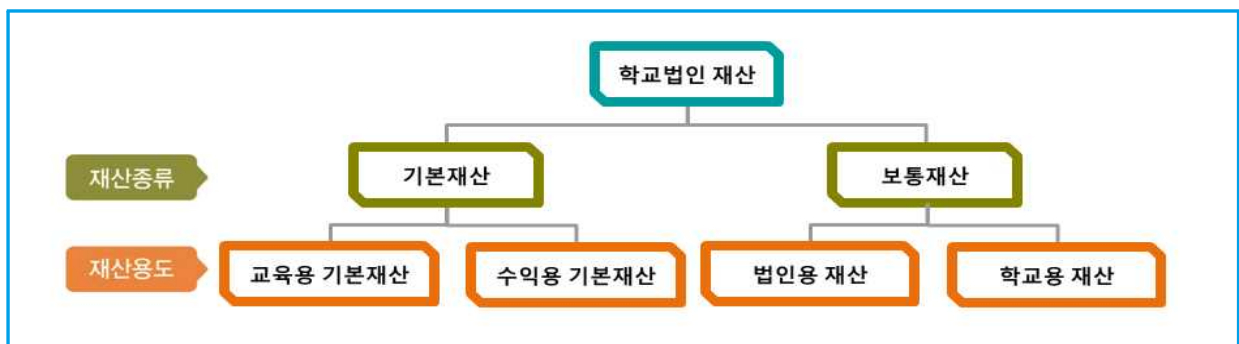 학교법인 재산
재산종류
기본재산
보통재산
재산용도
교육용 기본재산
수익용 기본재산
법인용 재산
학교용 재산